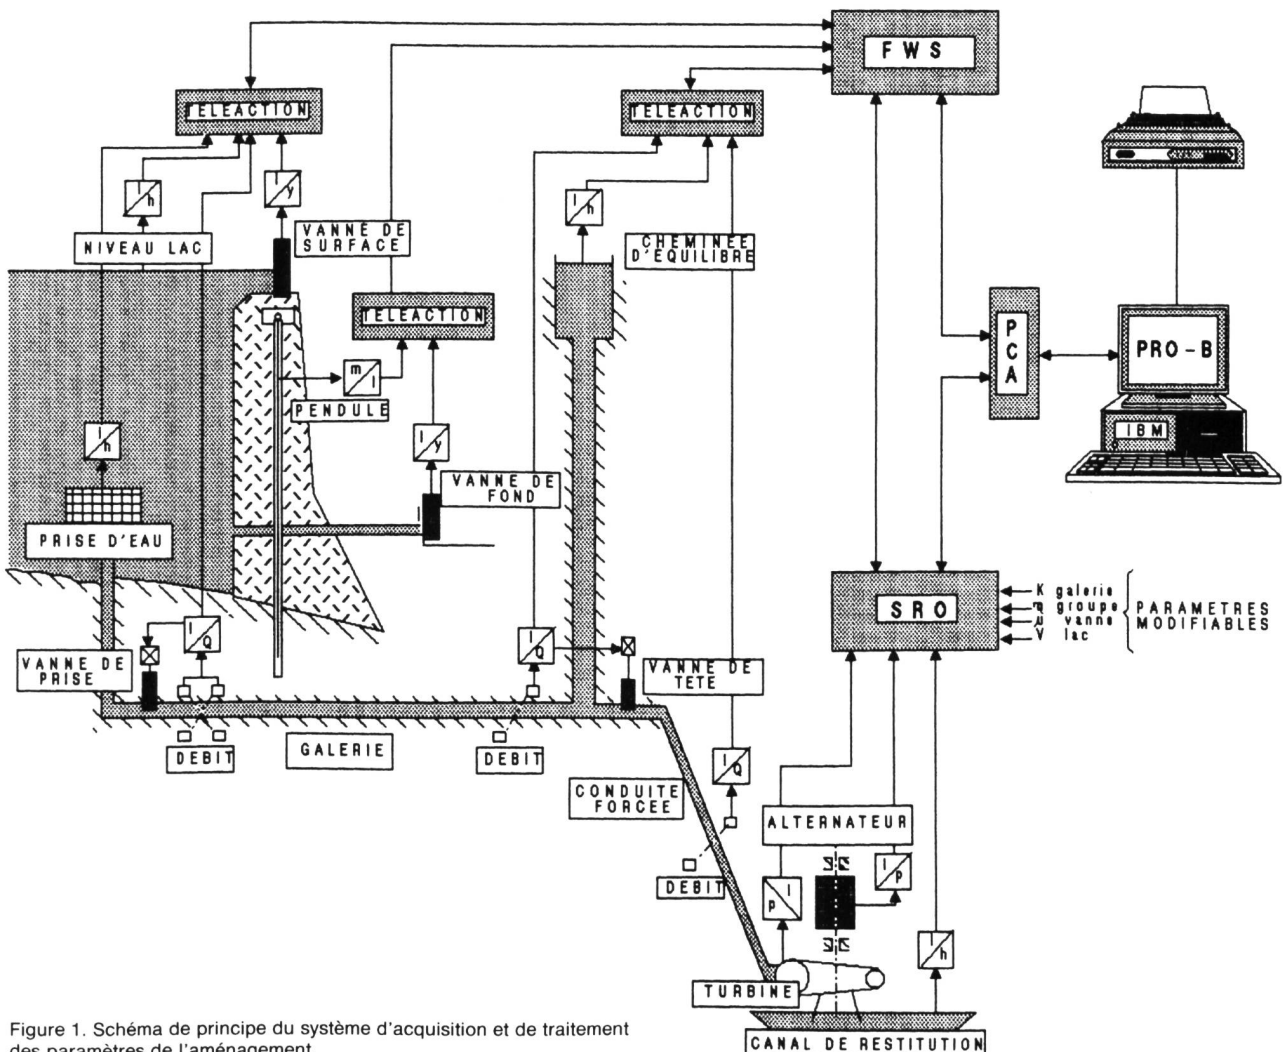 F W S
TELEACTION
TELEACTION
I h
I y
I h
NIVEAU LAC
VANNE DE
SURFACE
CHEMINEE
D'EQUILIBRE
TELEACTION
P
C
A
PRO-B
IBM
m I
PENDULE
I h
I y
VANNE DE
FOND
PRISE D'EAU
SRO
K galerie
η groupe
μ vanne
V lac
PARAMETRES
MODIFIABLES
I Q
I Q
VANNE DE
PRISE
VANNE DE
TETE
DEBIT
GALERIE
DEBIT
I Q
CONDUITE
FORCEE
ALTERNATEUR
DEBIT
p I
I p
I h
TURBINE
CANAL DE RESTITUTION
Figure 1. Schéma de principe du système d'acquisition et de traitement
des paramètres de l'aménagement